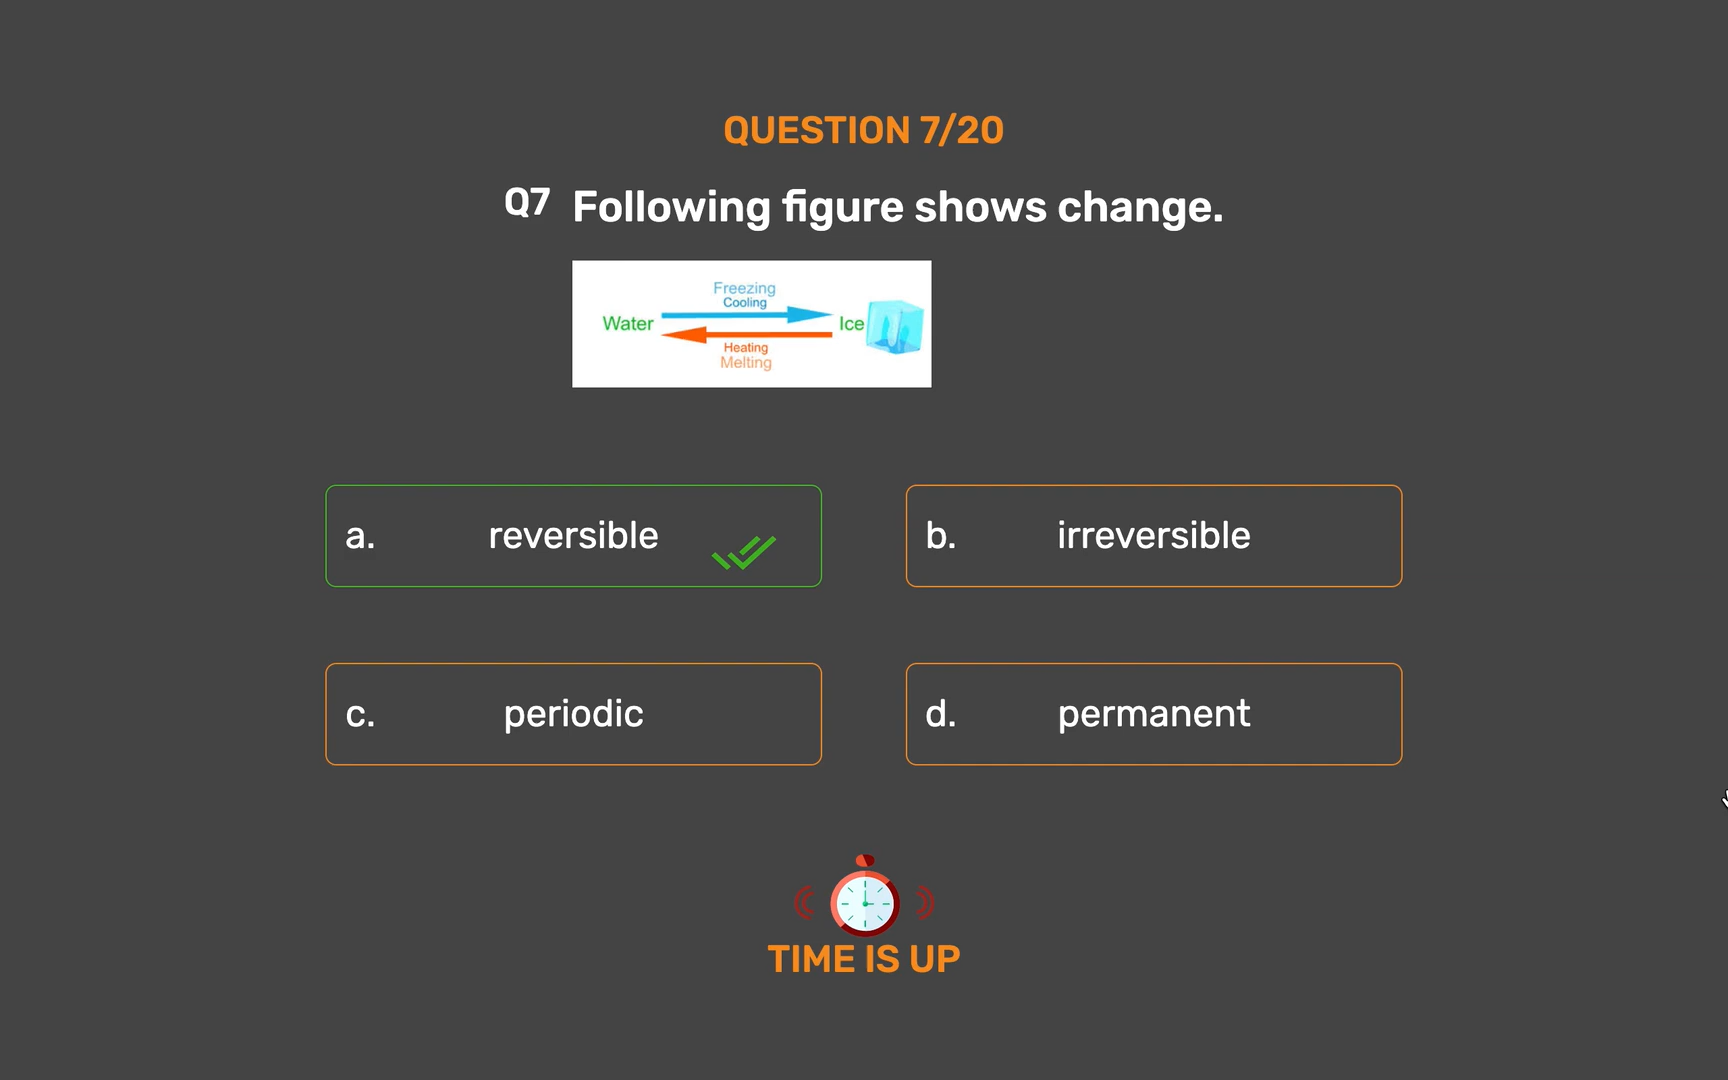 QUESTION 7/20
Q7 Following figure shows change.
Freezing
Cooling
Water
Ice
Heating
Melting
a. reversible
b. irreversible
c. periodic
d. permanent
TIME IS UP